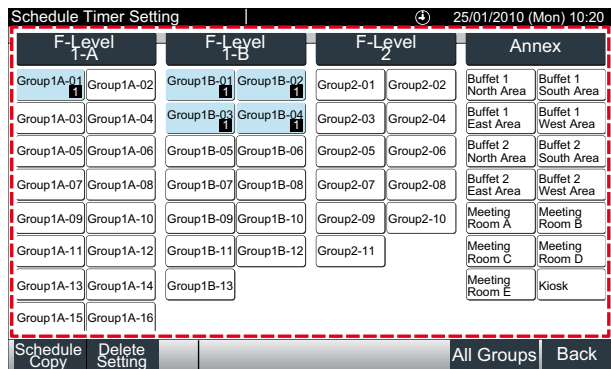 Schedule Timer Setting
25/01/2010 (Mon) 10:20
F-Level
1-A
F-Level
1-B
F-Level
2
Annex
Group1A-01
1
Group1A-02
Group1B-01
1
Group1B-02
1
Group2-01
Group2-02
Buffet 1
North Area
Buffet 1
South Area
Group1A-03
Group1A-04
Group1B-03
1
Group1B-04
1
Group2-03
Group2-04
Buffet 1
East Area
Buffet 1
West Area
Group1A-05
Group1A-06
Group1B-05
Group1B-06
Group2-05
Group2-06
Buffet 2
North Area
Buffet 2
South Area
Group1A-07
Group1A-08
Group1B-07
Group1B-08
Group2-07
Group2-08
Buffet 2
East Area
Buffet 2
West Area
Group1A-09
Group1A-10
Group1B-09
Group1B-10
Group2-09
Group2-10
Meeting
Room A
Meeting
Room B
Group1A-11
Group1A-12
Group1B-11
Group1B-12
Group2-11
Meeting
Room C
Meeting
Room D
Group1A-13
Group1A-14
Group1B-13
Meeting
Room E
Kiosk
Group1A-15
Group1A-16
Schedule
Copy
Delete
Setting
All Groups
Back